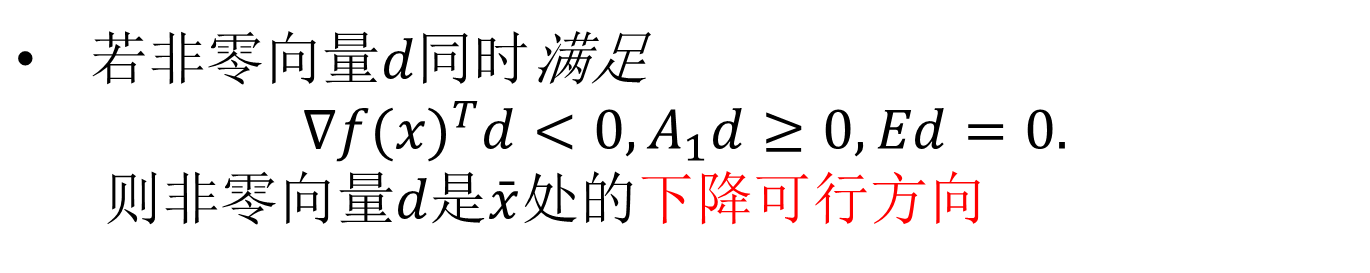 • 若非零向量𝑑同时满足
∇𝑓(𝑥)ᵀ𝑑 < 0, 𝐴₁𝑑 ≥ 0, 𝐸𝑑 = 0.
则非零向量𝑑是𝑥̄处的下降可行方向